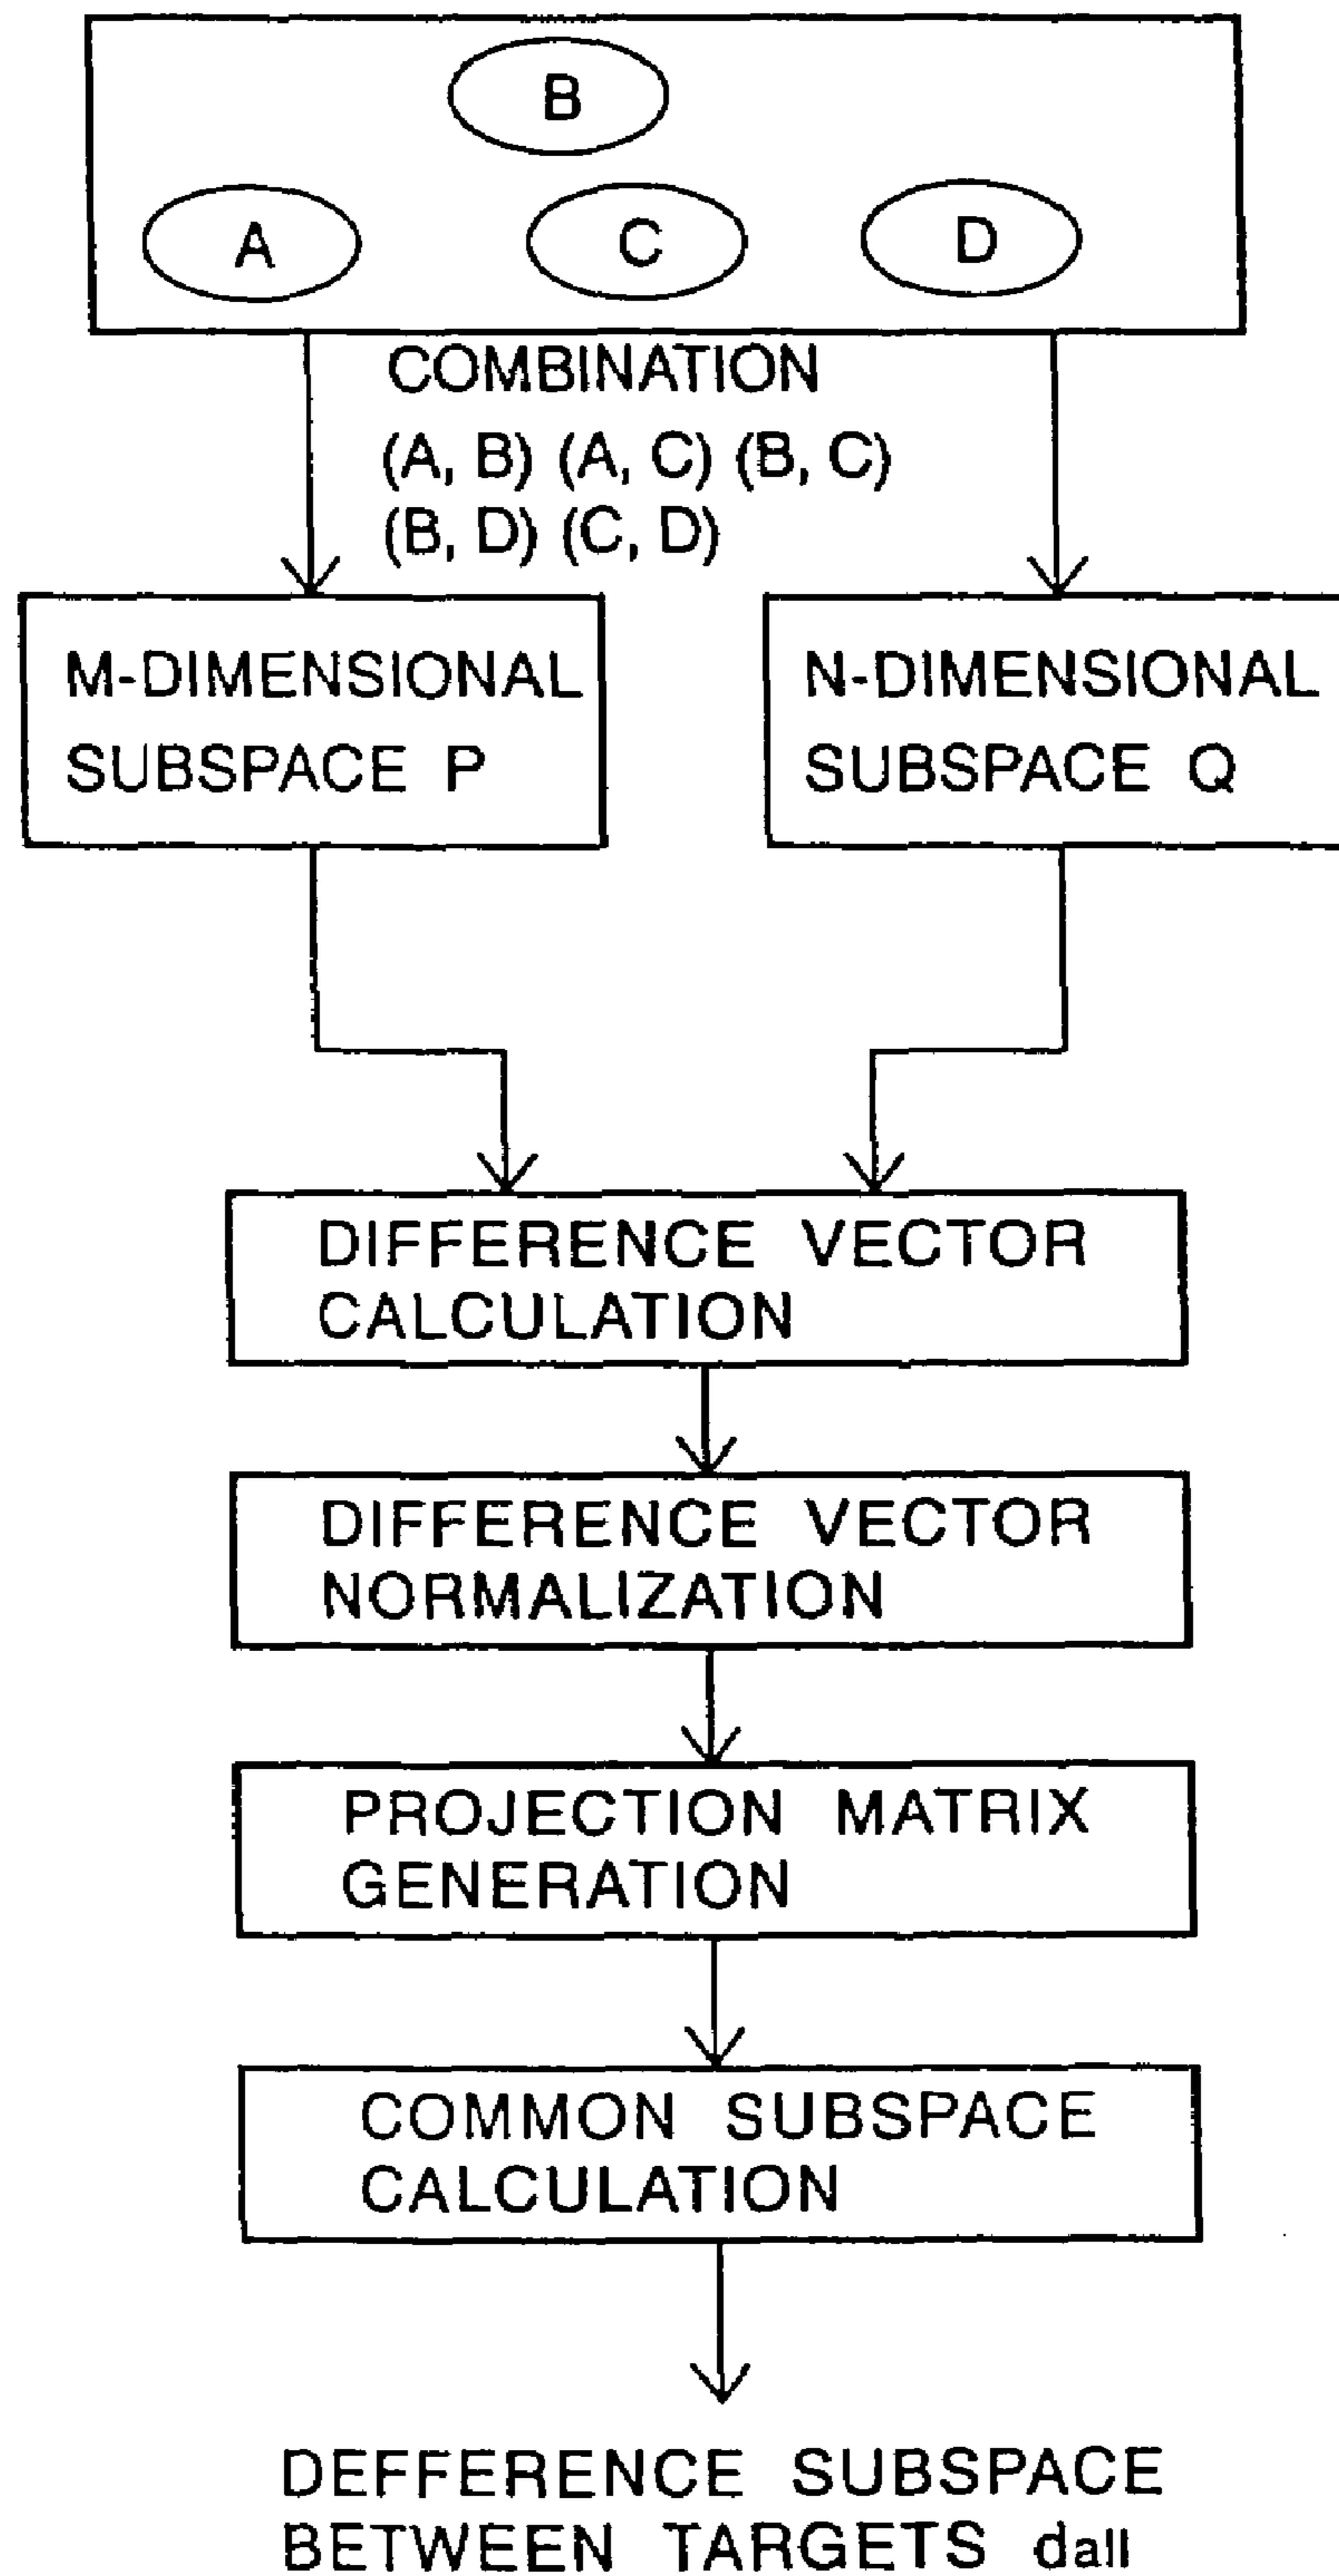 B
A C D
COMBINATION
(A, B) (A, C) (B, C)
(B, D) (C, D)
M-DIMENSIONAL
SUBSPACE P
N-DIMENSIONAL
SUBSPACE Q
DIFFERENCE VECTOR
CALCULATION
DIFFERENCE VECTOR
NORMALIZATION
PROJECTION MATRIX
GENERATION
COMMON SUBSPACE
CALCULATION
DEFFERENCE SUBSPACE
BETWEEN TARGETS dall